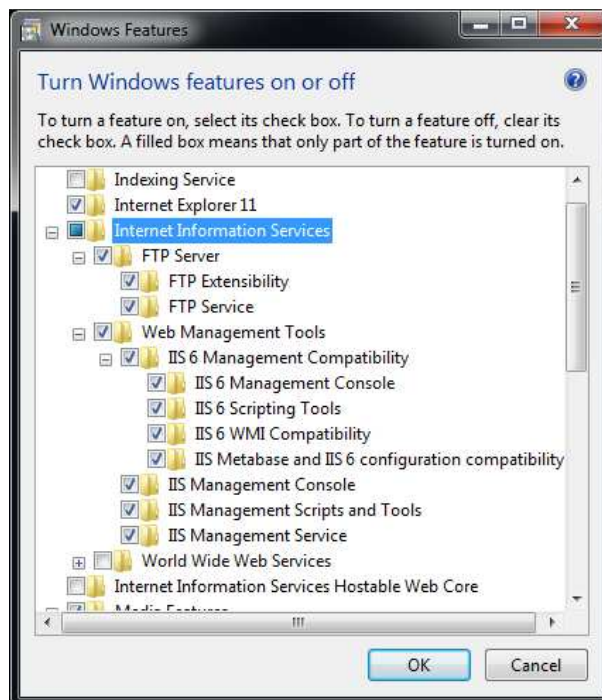 Windows Features
Turn Windows features on or off
To turn a feature on, select its check box. To turn a feature off, clear its
check box. A filled box means that only part of the feature is turned on.
Indexing Service
Internet Explorer 11
Internet Information Services
FTP Server
FTP Extensibility
FTP Service
Web Management Tools
IIS 6 Management Compatibility
IIS 6 Management Console
IIS 6 Scripting Tools
IIS 6 WMI Compatibility
IIS Metabase and IIS 6 configuration compatibility
IIS Management Console
IIS Management Scripts and Tools
IIS Management Service
World Wide Web Services
Internet Information Services Hostable Web Core
Media Features
OK Cancel